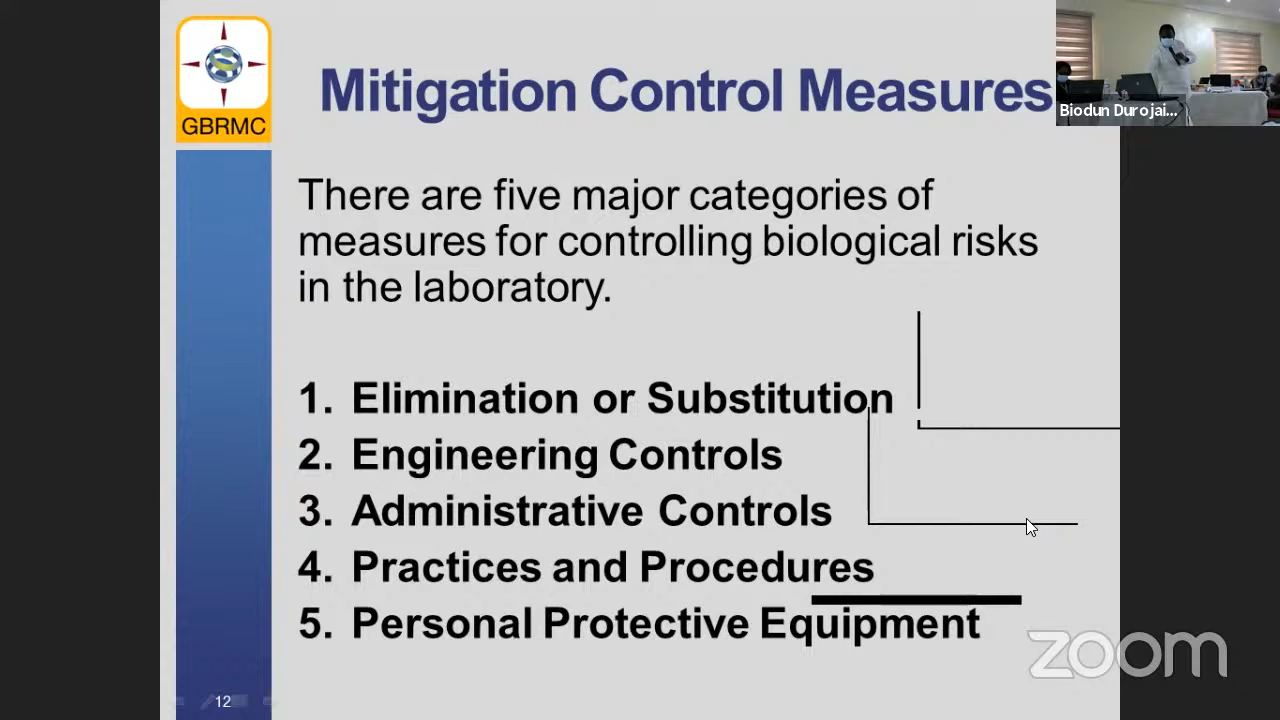 GBRMC
Mitigation Control Measures
Biodun Durojai...
There are five major categories of
measures for controlling biological risks
in the laboratory.
1. Elimination or Substitution
2. Engineering Controls
3. Administrative Controls
4. Practices and Procedures
5. Personal Protective Equipment
zoom
12